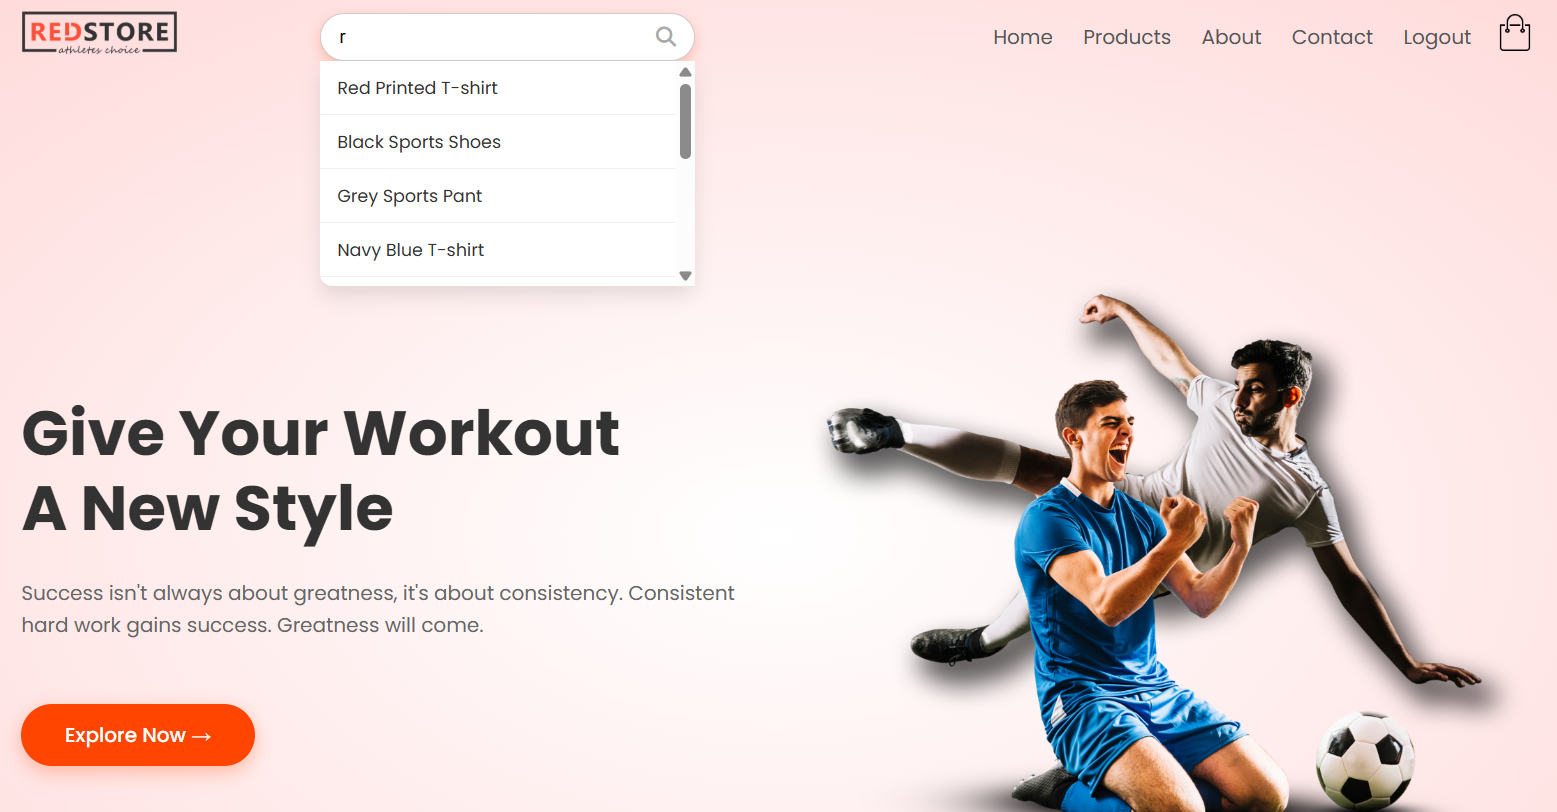 REDSTORE
athletes choice
r
Home Products About Contact Logout
Red Printed T-shirt
Black Sports Shoes
Grey Sports Pant
Navy Blue T-shirt
Give Your Workout
A New Style
Success isn't always about greatness, it's about consistency. Consistent
hard work gains success. Greatness will come.
Explore Now →